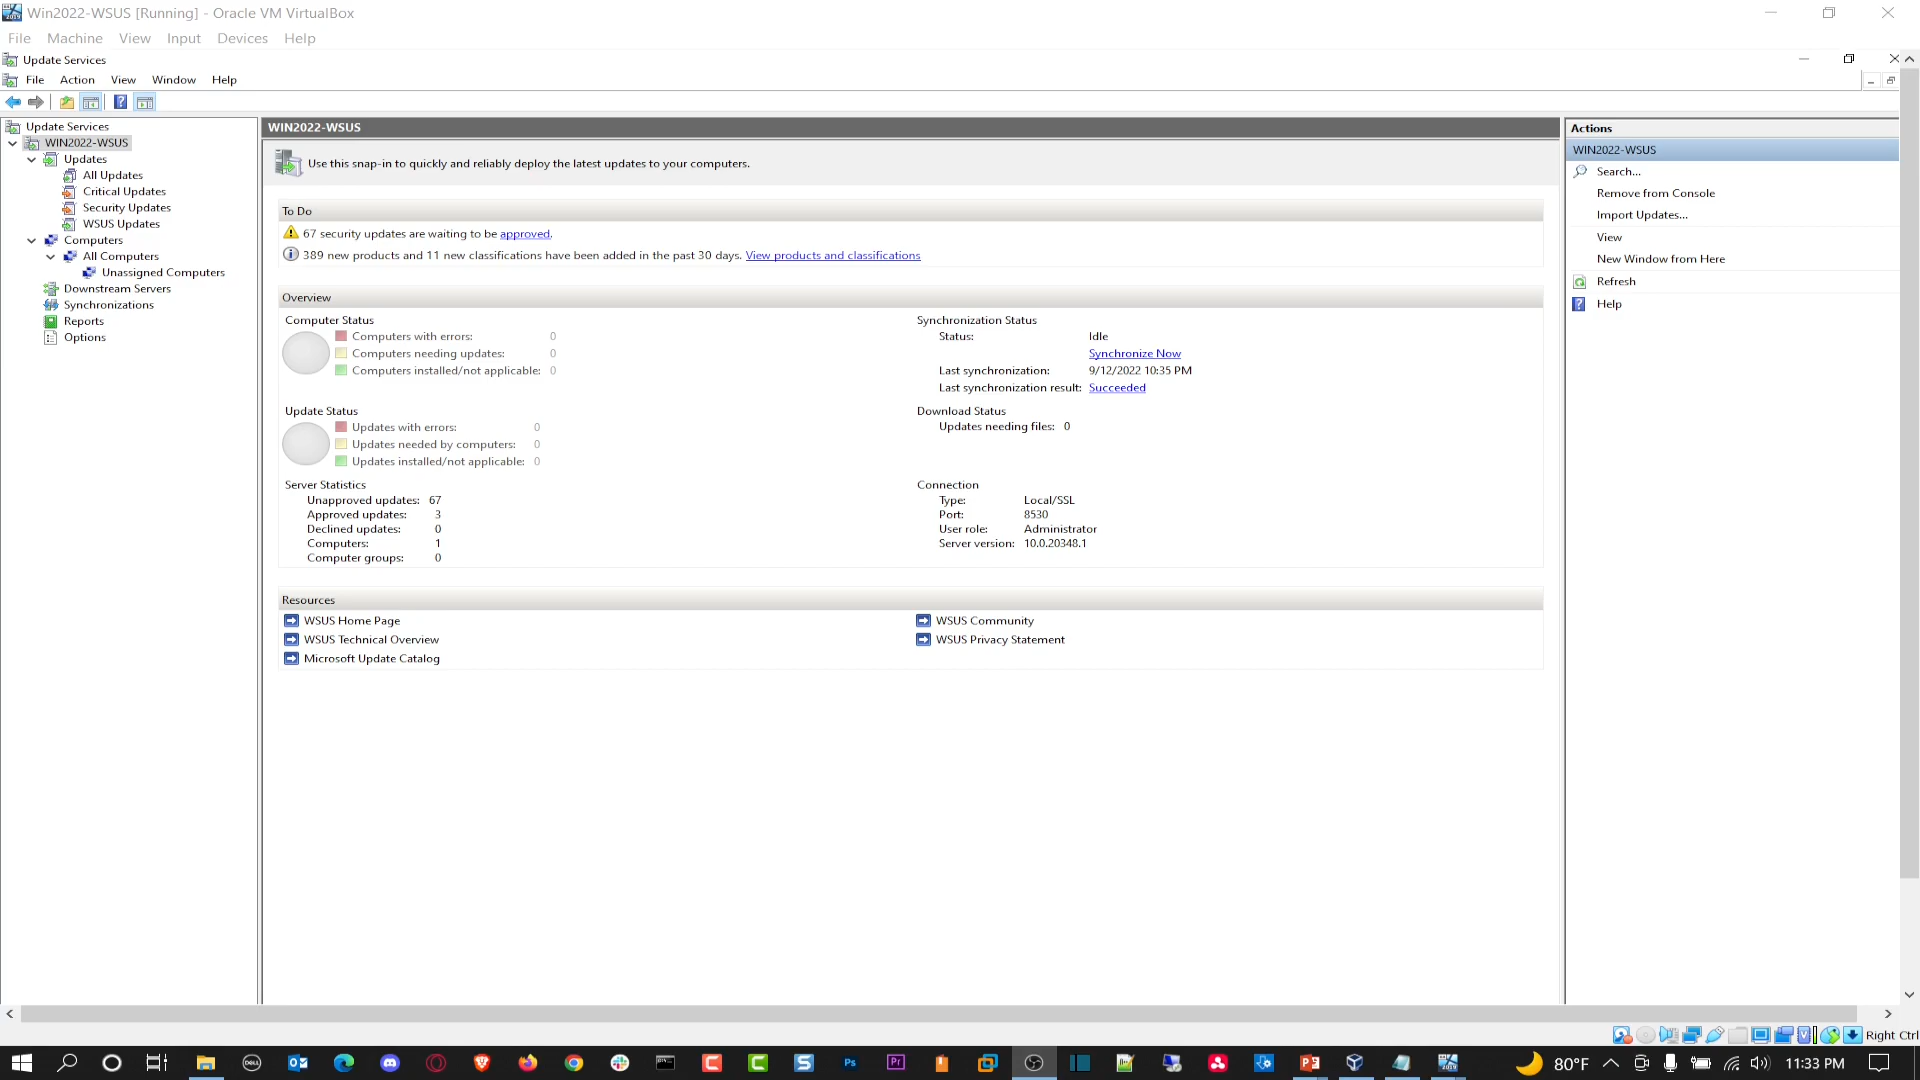 Win2022-WSUS [Running] - Oracle VM VirtualBox
File Machine View Input Devices Help
Update Services
File Action View Window Help
Update Services
WIN2022-WSUS
Updates
All Updates
Critical Updates
Security Updates
WSUS Updates
Computers
All Computers
Unassigned Computers
Downstream Servers
Synchronizations
Reports
Options
WIN2022-WSUS
Use this snap-in to quickly and reliably deploy the latest updates to your computers.
To Do
67 security updates are waiting to be approved.
389 new products and 11 new classifications have been added in the past 30 days. View products and classifications
Overview
Computer Status
Computers with errors: 0
Computers needing updates: 0
Computers installed/not applicable: 0
Update Status
Updates with errors: 0
Updates needed by computers: 0
Updates installed/not applicable: 0
Server Statistics
Unapproved updates: 67
Approved updates: 3
Declined updates: 0
Computers: 1
Computer groups: 0
Synchronization Status
Status: Idle
Synchronize Now
Last synchronization: 9/12/2022 10:35 PM
Last synchronization result: Succeeded
Download Status
Updates needing files: 0
Connection
Type: Local/SSL
Port: 8530
User role: Administrator
Server version: 10.0.20348.1
Resources
WSUS Home Page
WSUS Technical Overview
Microsoft Update Catalog
WSUS Community
WSUS Privacy Statement
Actions
WIN2022-WSUS
Search...
Remove from Console
Import Updates...
View
New Window from Here
Refresh
Help
Right Ctrl
80°F
11:33 PM